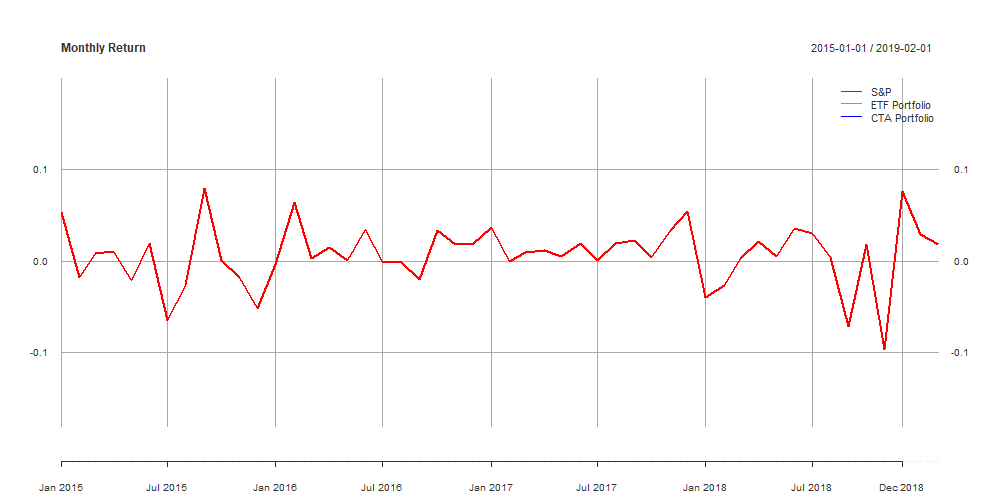 Monthly Return
2015-01-01 / 2019-02-01
S&P
ETF Portfolio
CTA Portfolio
0.1
0.1
0.0
0.0
-0.1
-0.1
Jan 2015
Jul 2015
Jan 2016
Jul 2016
Jan 2017
Jul 2017
Jan 2018
Jul 2018
Dec 2018